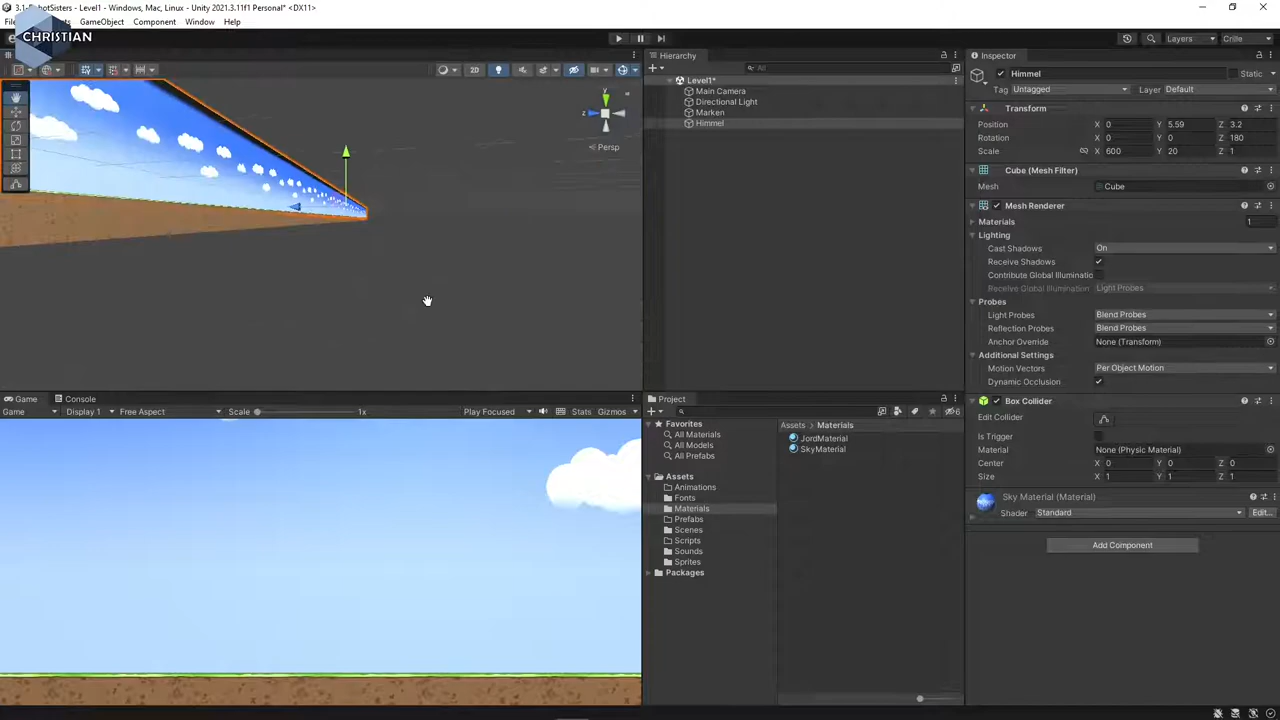 3.1- RobotSisters - Level1 - Windows, Mac, Linux - Unity 2021.3.11f1 Personal* <DX11>
GameObject Component Window Help
CHRISTIAN
Layers Crille
Hierarchy
All
Level1*
Main Camera
Directional Light
Marken
Himmel
2D
y
z
Persp
Inspector
Himmel Static
Tag Untagged Layer Default
Transform
Position X 0 Y 5.59 Z 3.2
Rotation X 0 Y 0 Z 180
Scale X 600 Y 20 Z 1
Cube (Mesh Filter)
Mesh Cube
Mesh Renderer
Materials 1
Lighting
Cast Shadows On
Receive Shadows
Contribute Global Illuminatio
Receive Global Illumination Light Probes
Probes
Light Probes Blend Probes
Reflection Probes Blend Probes
Anchor Override None (Transform)
Additional Settings
Motion Vectors Per Object Motion
Dynamic Occlusion
Box Collider
Edit Collider
Is Trigger
Material None (Physic Material)
Center X 0 Y 0 Z 0
Size X 1 Y 1 Z 1
Sky Material (Material)
Shader Standard Edit...
Add Component
Game Console
Game Display 1 Free Aspect Scale 1x Play Focused Stats Gizmos
Project
6
Favorites
All Materials
All Models
All Prefabs
Assets
Animations
Fonts
Materials
Prefabs
Scenes
Scripts
Sounds
Sprites
Packages
Assets > Materials
JordMaterial
SkyMaterial